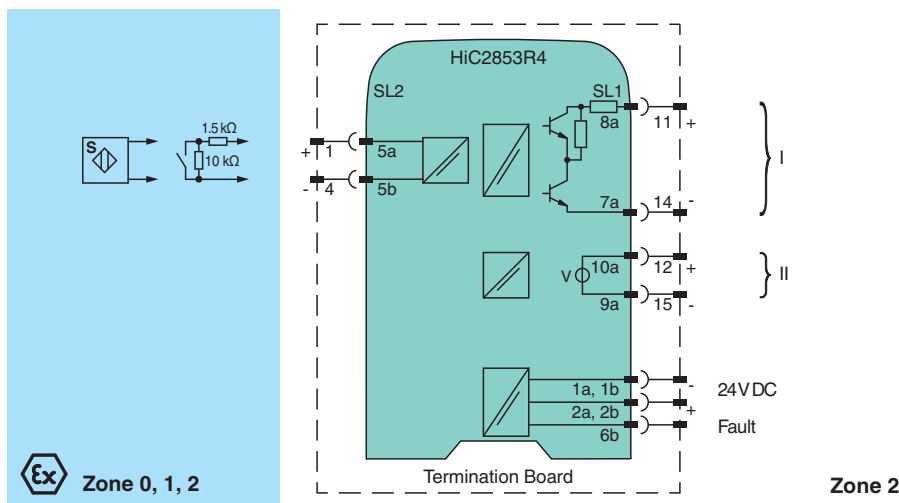 HiC2853R4
SL2
SL1
S
1.5 kΩ
10 kΩ
+ 1
5a
- 4
5b
8a
11 +
7a
14 -
I
V
10a
12 +
9a
15 -
II
1a, 1b
-
24 V DC
2a, 2b
+
6b
Fault
Ex
Zone 0, 1, 2
Termination Board
Zone 2